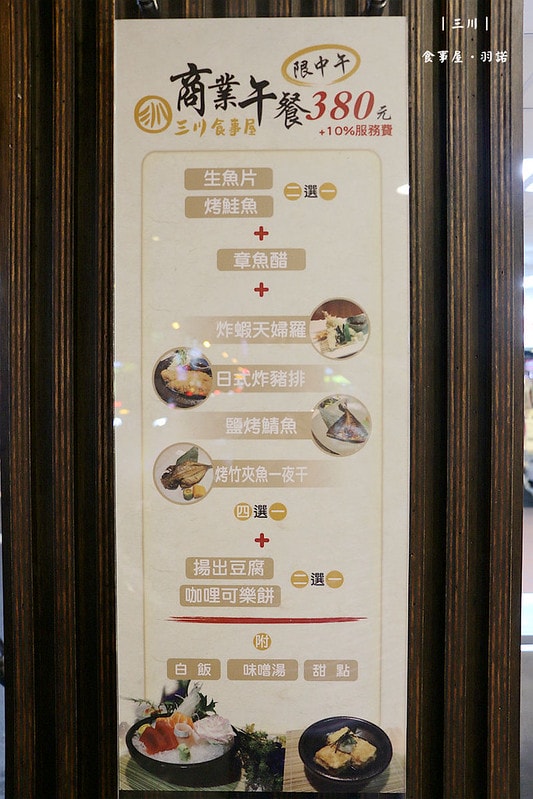 |三川|
食事屋・羽諾
限中午
商業午餐380元
三川食事屋
+10%服務費
生魚片
烤鮭魚
二選一
+
章魚醋
+
炸蝦天婦羅
日式炸豬排
鹽烤鯖魚
烤竹夾魚一夜干
四選一
+
揚出豆腐
咖哩可樂餅
二選一
附
白飯
味噌湯
甜點